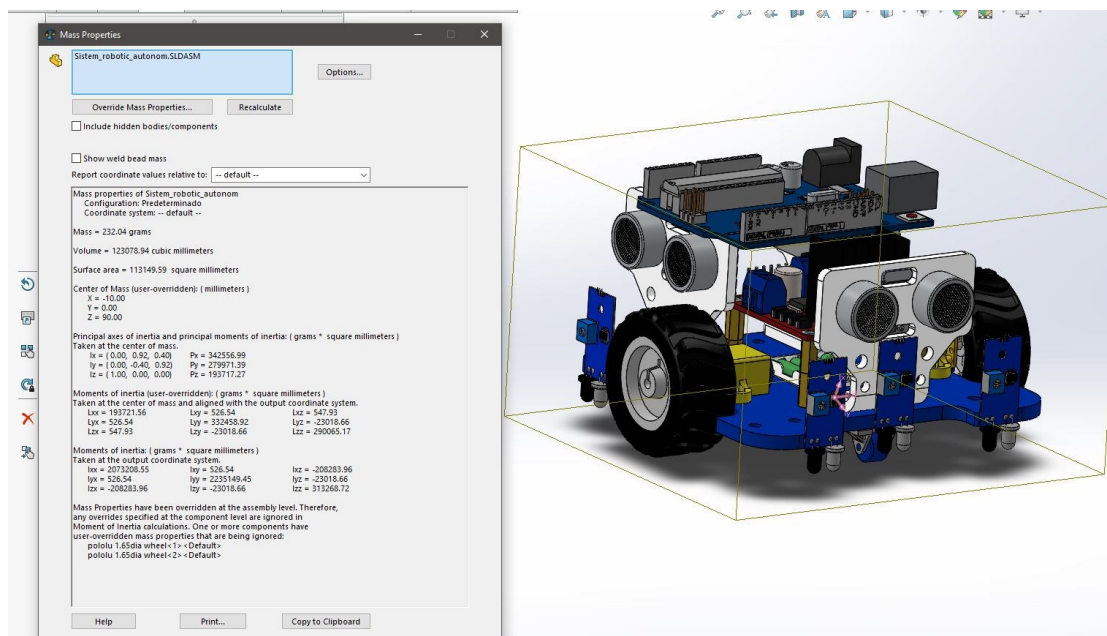 Mass Properties
Sistem_robotic_autonom.SLDASM
Options...
Override Mass Properties...
Recalculate
Include hidden bodies/components
Show weld bead mass
Report coordinate values relative to: -- default --
Mass properties of Sistem_robotic_autonom
Configuration: Predeterminado
Coordinate system: -- default --
Mass = 232.04 grams
Volume = 123078.94 cubic millimeters
Surface area = 113149.59 square millimeters
Center of Mass (user-overridden): ( millimeters )
X = -10.00
Y = 0.00
Z = 90.00
Principal axes of inertia and principal moments of inertia: ( grams * square millimeters )
Taken at the center of mass.
Ix = ( 0.00, 0.92, 0.40) Px = 342556.99
Iy = ( 0.00, -0.40, 0.92) Py = 279971.39
Iz = ( 1.00, 0.00, 0.00) Pz = 193717.27
Moments of inertia (user-overridden): ( grams * square millimeters )
Taken at the center of mass and aligned with the output coordinate system.
Lxx = 193721.56 Lxy = 526.54 Lxz = 547.93
Lyx = 526.54 Lyy = 332458.92 Lyz = -23018.66
Lzx = 547.93 Lzy = -23018.66 Lzz = 290065.17
Moments of inertia: ( grams * square millimeters )
Taken at the output coordinate system.
Ixx = 2073208.55 Ixy = 526.54 Ixz = -208283.96
Iyx = 526.54 Iyy = 2235149.45 Iyz = -23018.66
Izx = -208283.96 Izy = -23018.66 Izz = 313268.72
Mass Properties have been overridden at the assembly level. Therefore,
any overrides specified at the component level are ignored in
Moment of Inertia calculations. One or more components have
user-overridden mass properties that are being ignored:
pololu 1.65dia wheel<1> <Default>
pololu 1.65dia wheel<2> <Default>
Help
Print...
Copy to Clipboard